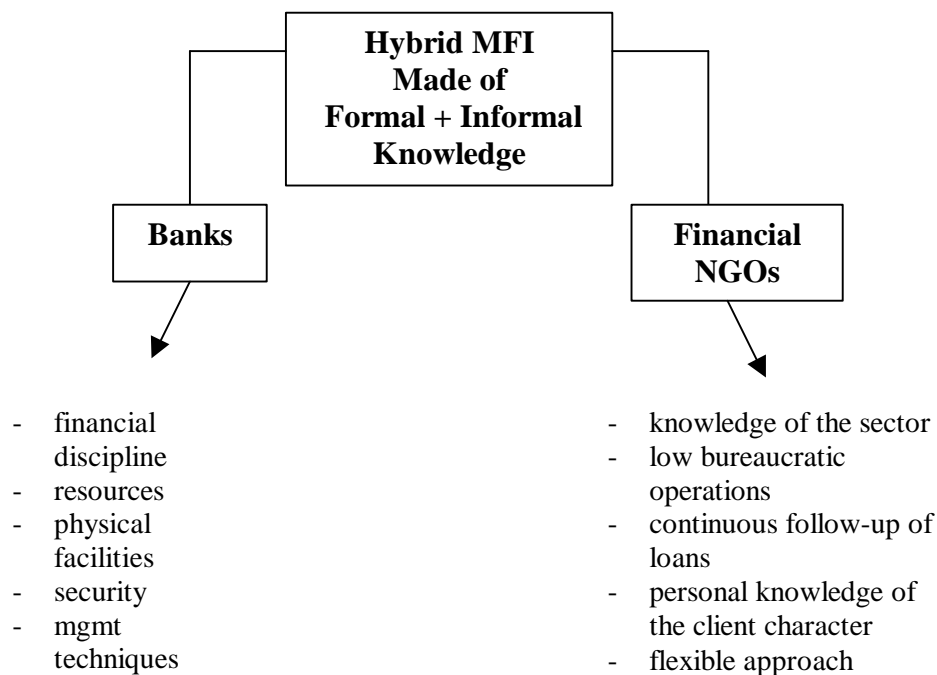 Hybrid MFI
Made of
Formal + Informal
Knowledge
Banks
Financial
NGOs
- financial
discipline
- resources
- physical
facilities
- security
- mgmt
techniques
- knowledge of the sector
- low bureaucratic
operations
- continuous follow-up of
loans
- personal knowledge of
the client character
- flexible approach